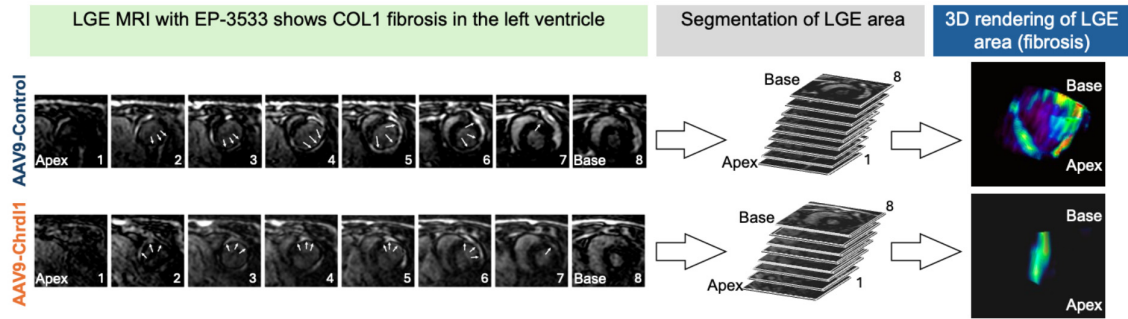 LGE MRI with EP-3533 shows COL1 fibrosis in the left ventricle
Segmentation of LGE area
3D rendering of LGE
area (fibrosis)
AAV9-Control
Apex 1
2
3
4
5
6
7
Base 8
Base
8
Apex
1
Base
Apex
AAV9-Chrdl1
Apex 1
2
3
4
5
6
7
Base 8
Base
8
Apex
1
Base
Apex